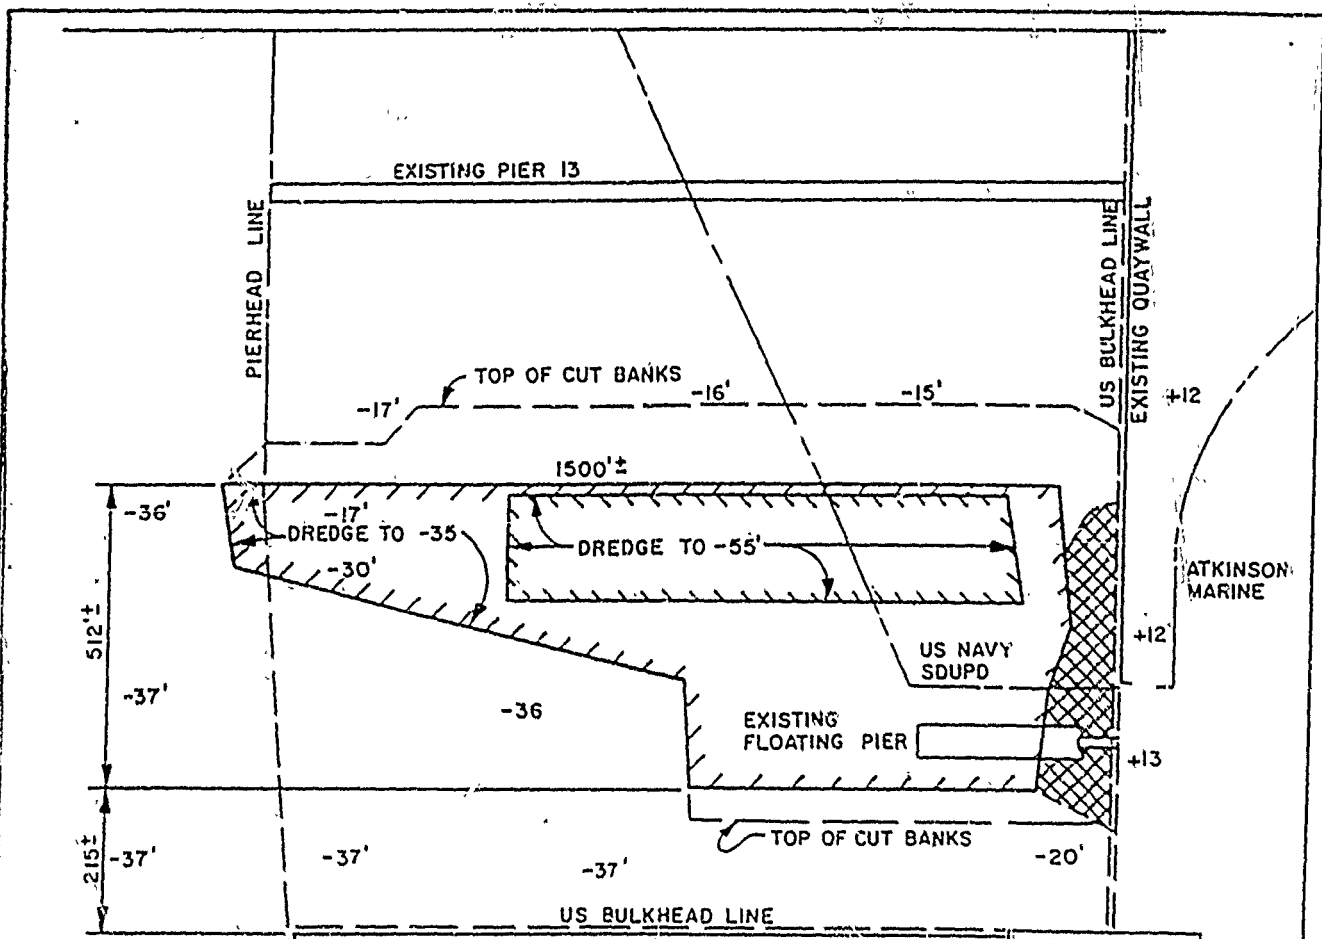 EXISTING PIER 13
PIERHEAD LINE
US BULKHEAD LINE
EXISTING QUAYWALL
TOP OF CUT BANKS
-17'
-16'
-15'
+12
1500'±
-36'
-17'
DREDGE TO -35
DREDGE TO -55'
-30'
ATKINSON
MARINE
512'±
+12'
US NAVY
SDUPD
-37'
-36
EXISTING
FLOATING PIER
+13
TOP OF CUT BANKS
215±
-37'
-37'
-37'
-20'
US BULKHEAD LINE